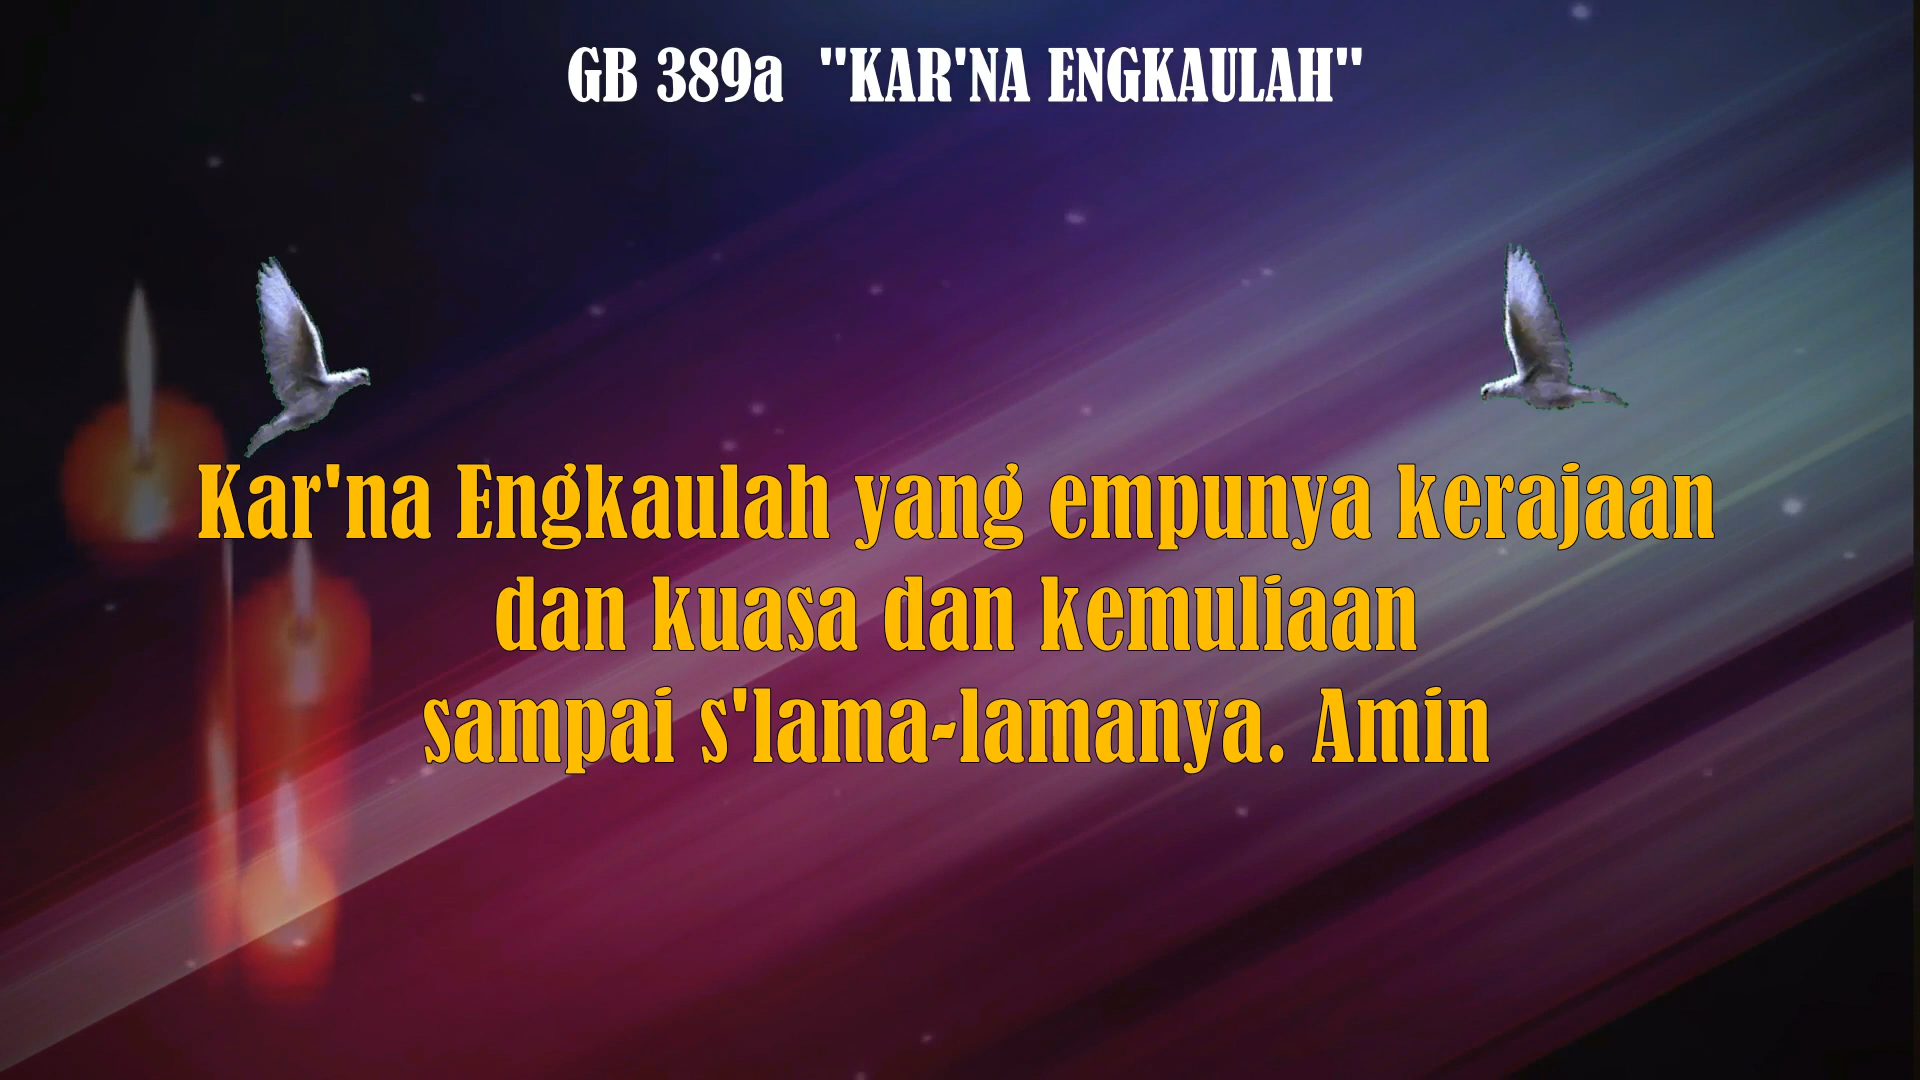 GB 389a "KAR'NA ENGKAULAH"
Kar'na Engkaulah yang empunya kerajaan
dan kuasa dan kemuliaan
sampai s'lama-lamanya. Amin